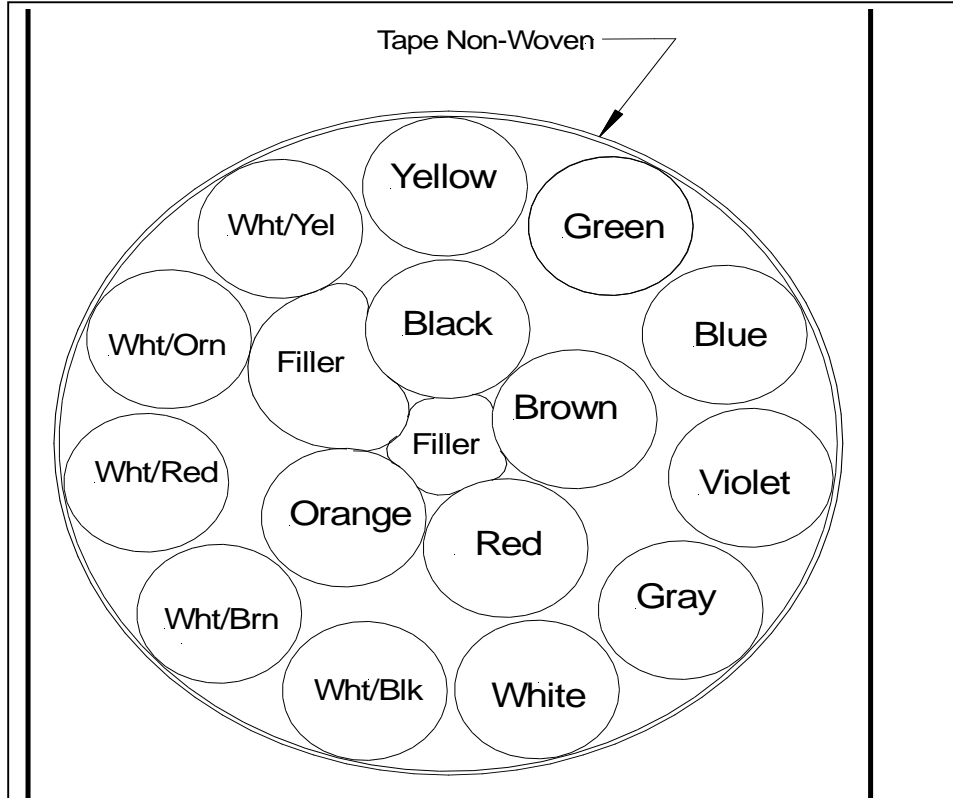 Tape Non-Woven
Yellow
Wht/Yel
Green
Black
Blue
Wht/Orn
Filler
Brown
Filler
Wht/Red
Violet
Orange
Red
Gray
Wht/Brn
Wht/Blk
White